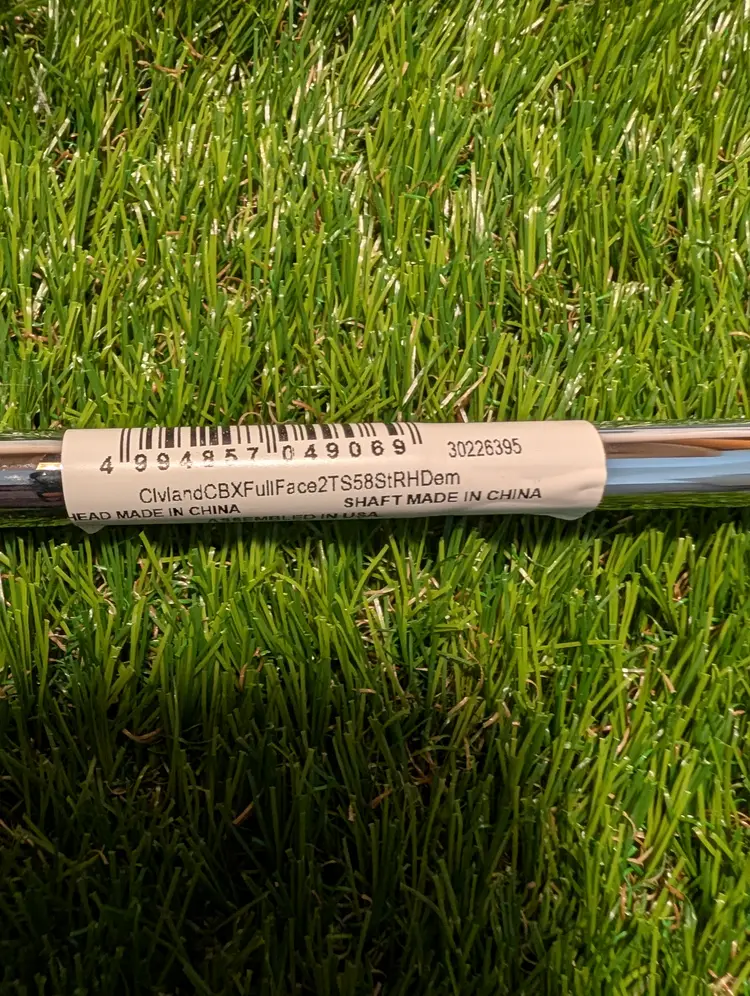 4 994857 049069 30226395
ClvlandCBXFullFace2TS58StRHDem
HEAD MADE IN CHINA SHAFT MADE IN CHINA
ASSEMBLED IN USA